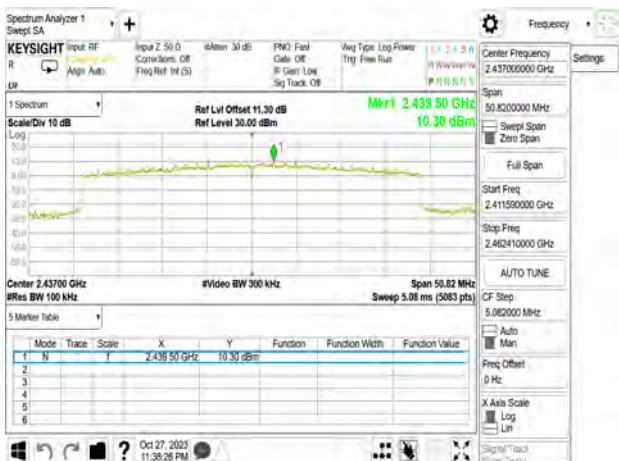 Spectrum Analyzer 1
Swept SA
+
Frequency
KEYSIGHT
R
Input: RF
Align: Auto
Input Z: 50 Ω
Corrections: Off
Freq Ref: Int (S)
#Atten: 30 dB
PNO: Fast
Gate: Off
IF Gain: Low
Sig Track: Off
Avg Type: Log-Power
Trig: Free Run
Center Frequency
2.437000000 GHz
Settings
Span
50.8200000 MHz
Swept Span
Zero Span
Full Span
Start Freq
2.411590000 GHz
Stop Freq
2.462410000 GHz
AUTO TUNE
CF Step
5.082000 MHz
Auto
Man
Freq Offset
0 Hz
X Axis Scale
Log
Lin
Signal Track
1 Spectrum
Scale/Div 10 dB
Ref Lvl Offset 11.30 dB
Ref Level 30.00 dBm
Mkr1 2.439 50 GHz
10.30 dBm
Log
1
Center 2.43700 GHz
#Video BW 300 kHz
Span 50.82 MHz
#Res BW 100 kHz
Sweep 5.08 ms (5083 pts)
5 Marker Table
Mode Trace Scale X Y Function Function Width Function Value
1 N 1 f 2.439 50 GHz 10.30 dBm
2
3
4
5
6
?
Oct 27, 2023
11:38:26 PM